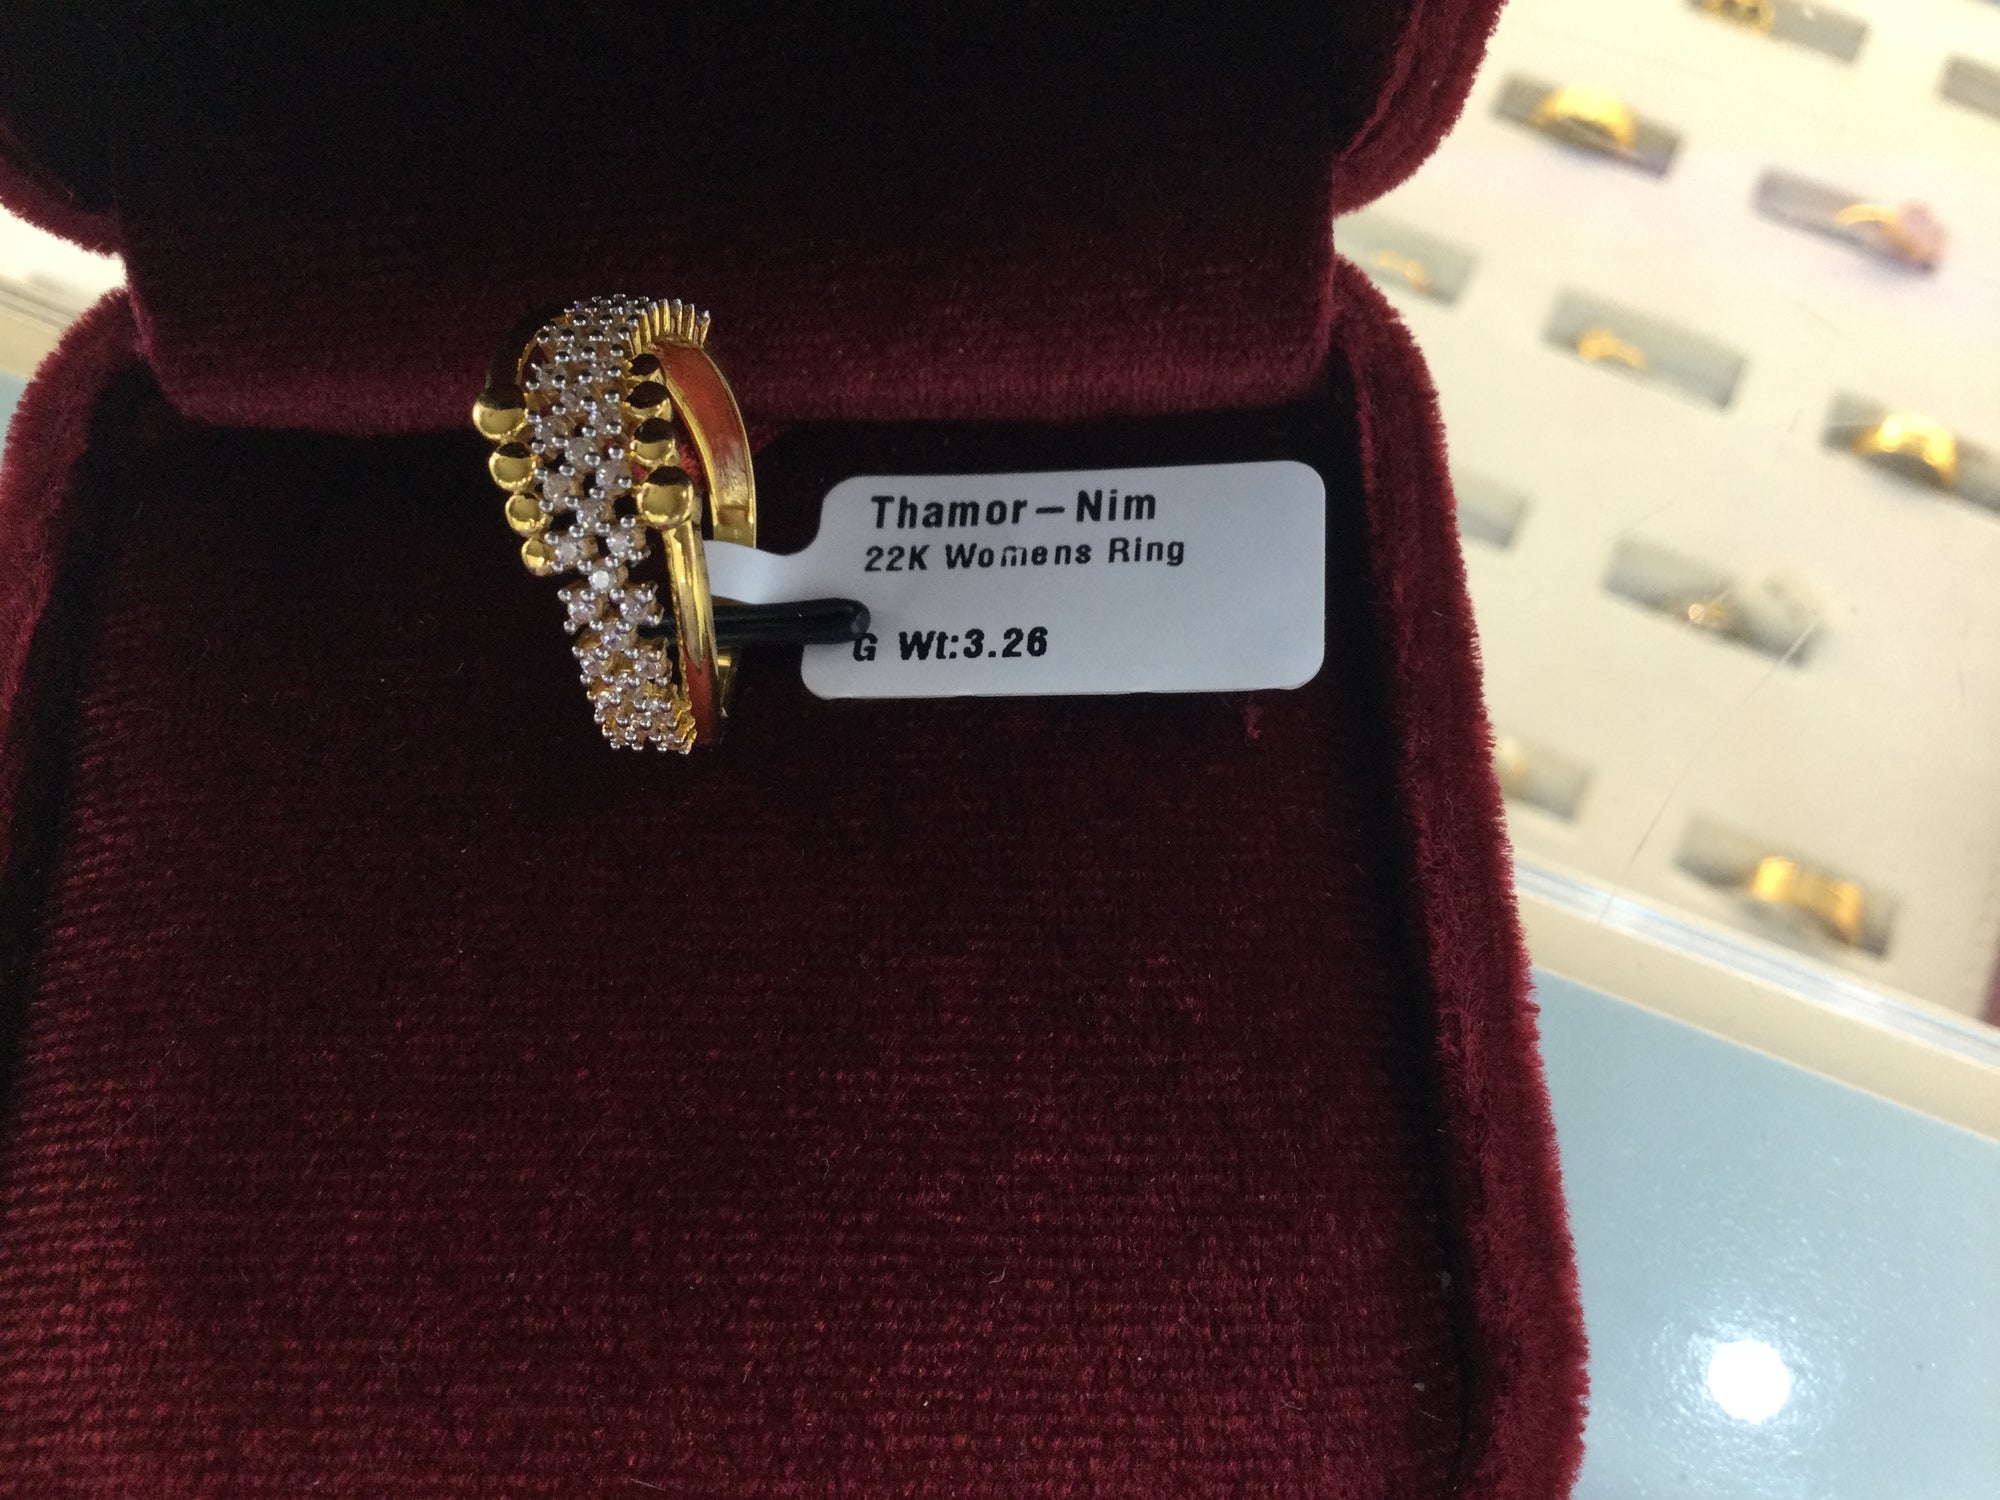 Thamor-Nim
22K Womens Ring
G Wt:3.26